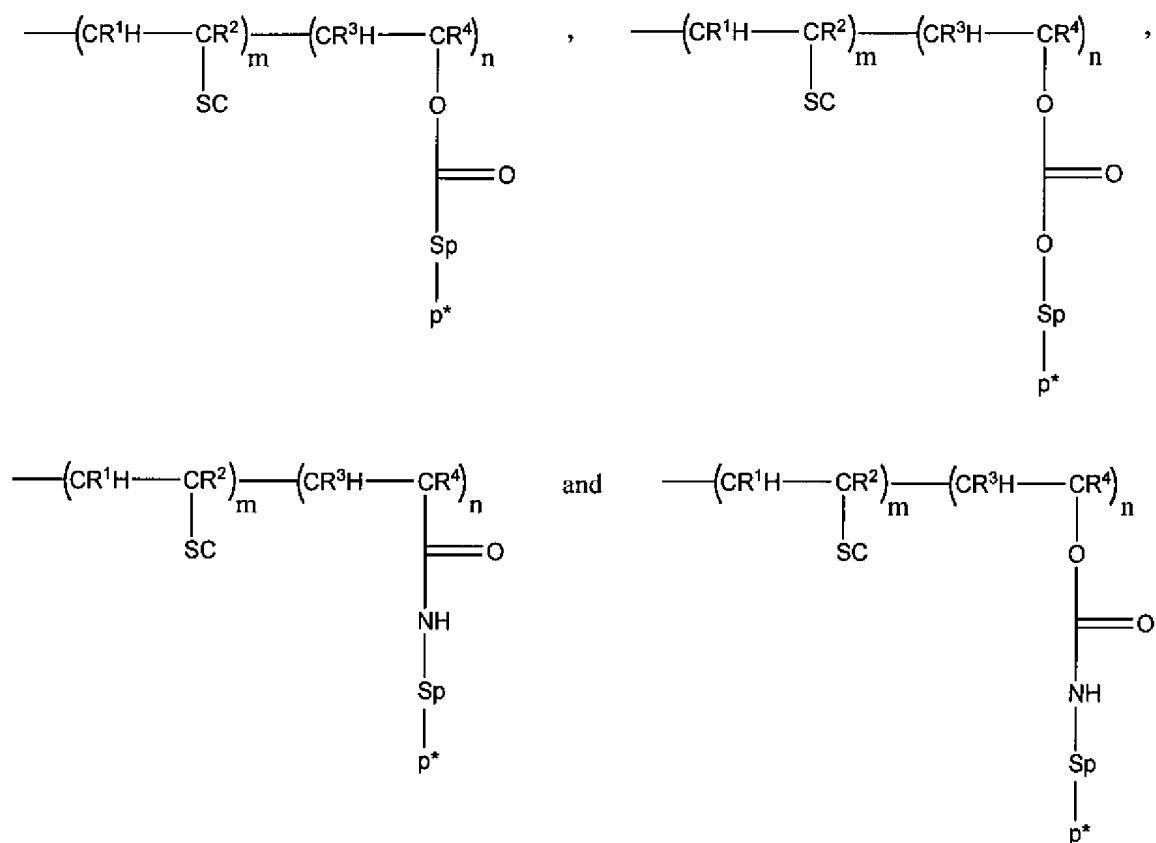 —(CR¹H—CR²)m—(CR³H—CR⁴)n , —(CR¹H—CR²)m—(CR³H—CR⁴)n ,
SC O SC O
O O
Sp O
p* Sp
p*
—(CR¹H—CR²)m—(CR³H—CR⁴)n and —(CR¹H—CR²)m—(CR³H—CR⁴)n
SC O SC O
NH O
Sp NH
p* Sp
p*